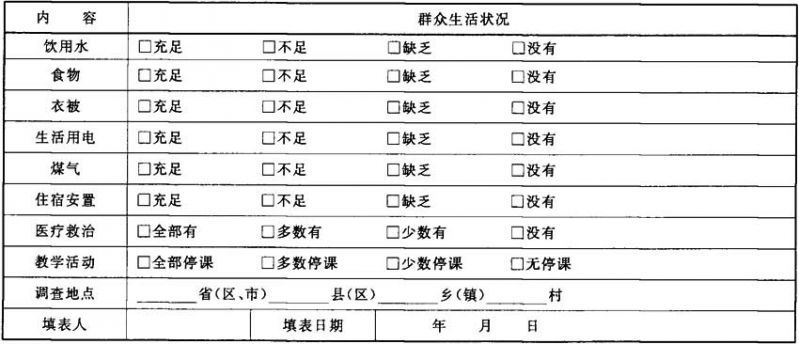 内 容 群众生活状况
饮用水 □充足 □不足 □缺乏 □没有
食物 □充足 □不足 □缺乏 □没有
衣被 □充足 □不足 □缺乏 □没有
生活用电 □充足 □不足 □缺乏 □没有
煤气 □充足 □不足 □缺乏 □没有
住宿安置 □充足 □不足 □缺乏 □没有
医疗救治 □全部有 □多数有 □少数有 □没有
教学活动 □全部停课 □多数停课 □少数停课 □无停课
调查地点 ______省(区、市)______县(区)______乡(镇)______村
填表人 填表日期 年 月 日